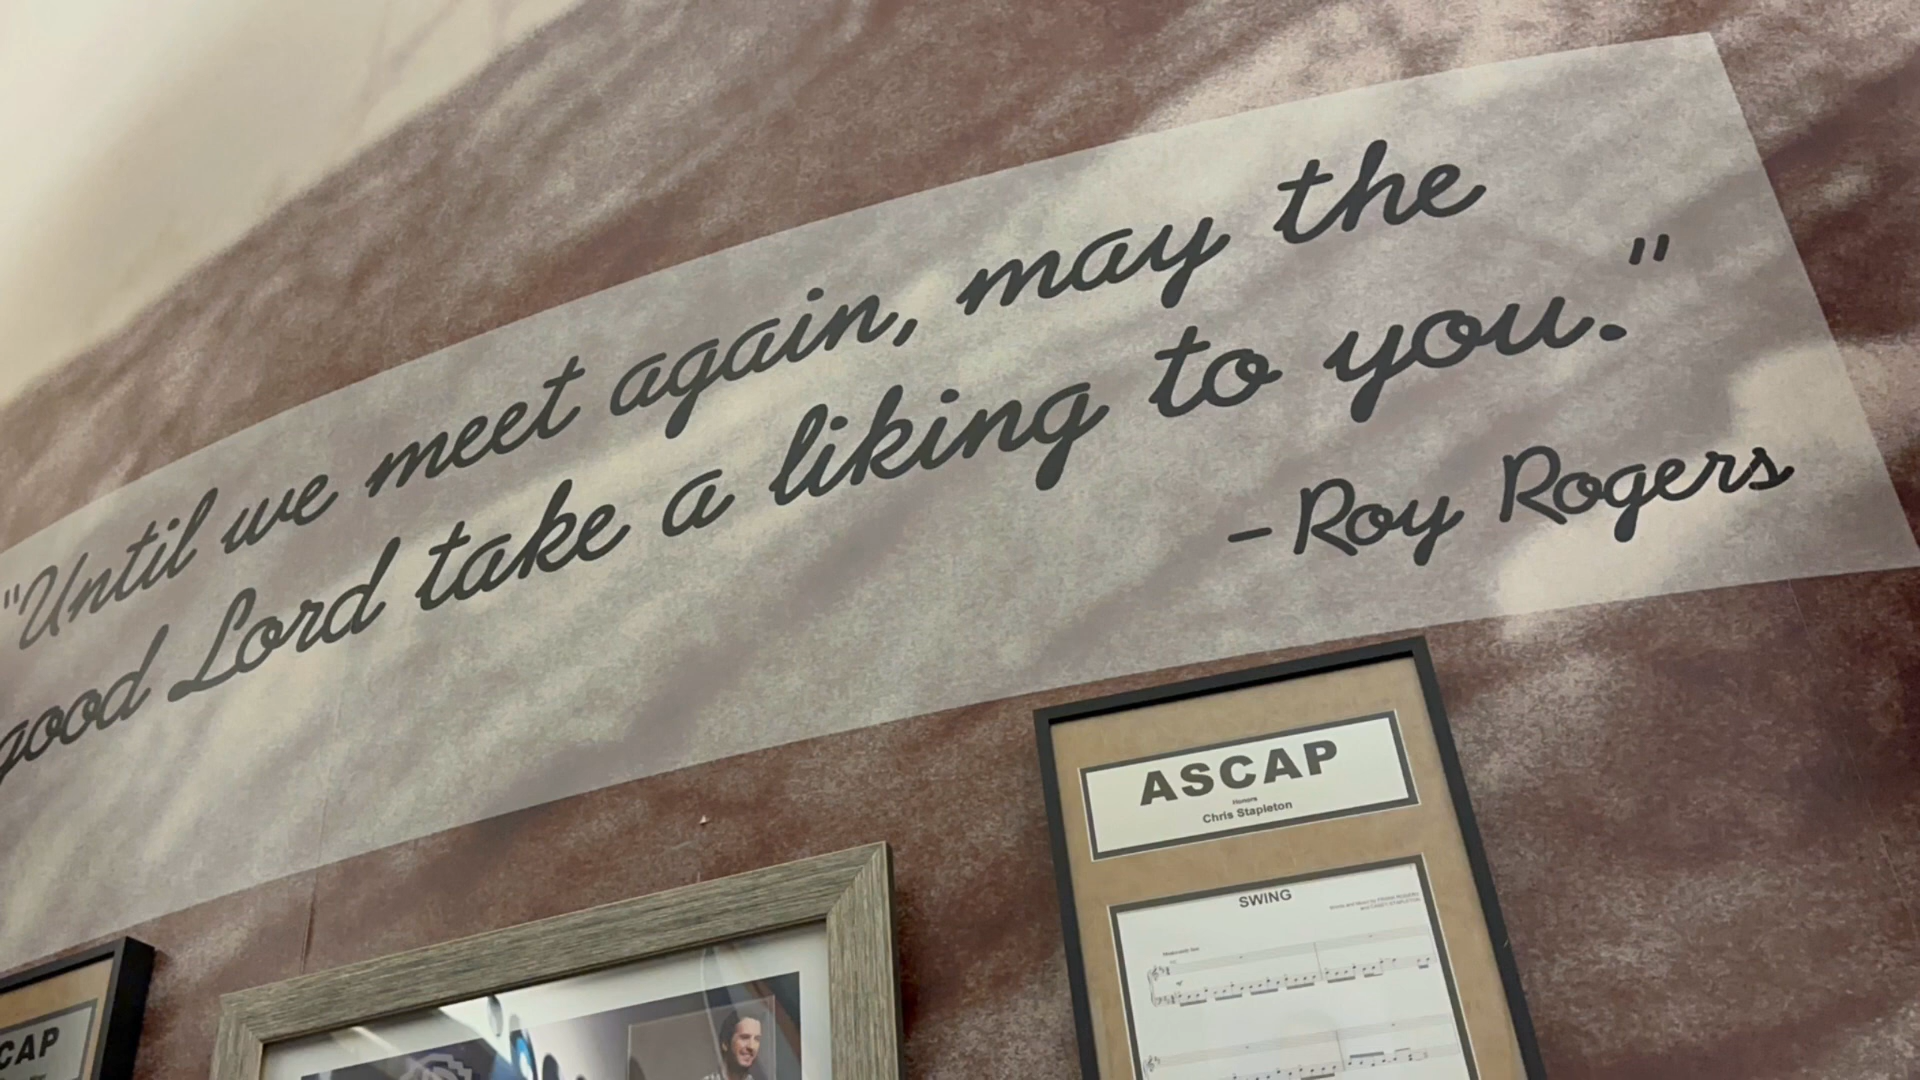 "Until we meet again, may the
good Lord take a liking to you."
-Roy Rogers
ASCAP
Honors
Chris Stapleton
SWING
CAP